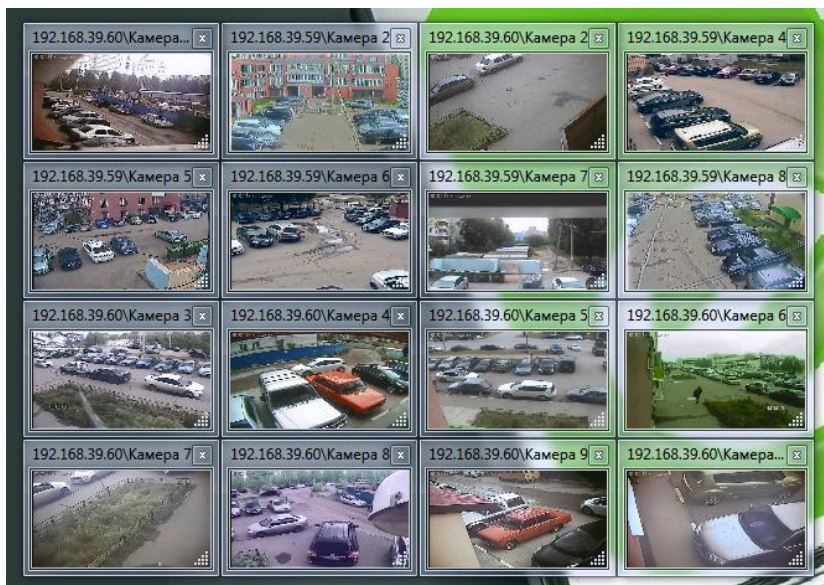 192.168.39.60\Камера...
192.168.39.59\Камера 2
192.168.39.60\Камера 2
192.168.39.59\Камера 4
192.168.39.59\Камера 5
192.168.39.59\Камера 6
192.168.39.59\Камера 7
192.168.39.59\Камера 8
192.168.39.60\Камера 3
192.168.39.60\Камера 4
192.168.39.60\Камера 5
192.168.39.60\Камера 6
192.168.39.60\Камера 7
192.168.39.60\Камера 8
192.168.39.60\Камера 9
192.168.39.60\Камера...